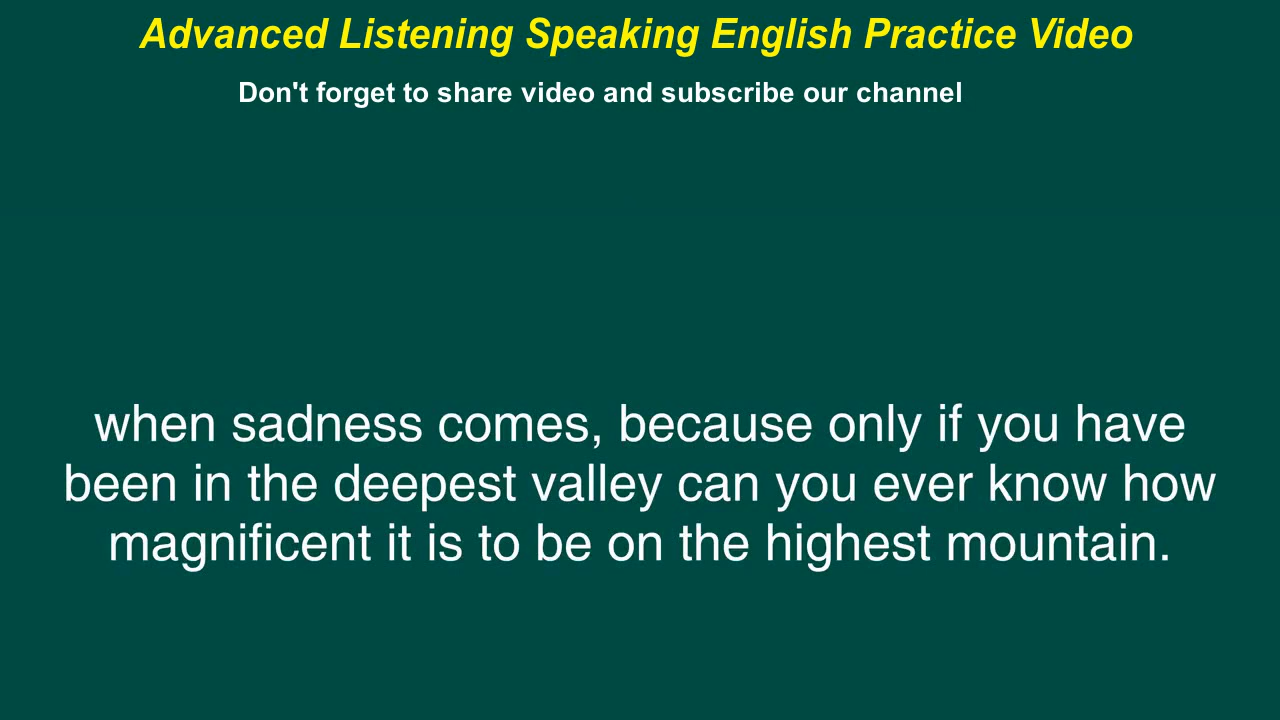 Advanced Listening Speaking English Practice Video
Don't forget to share video and subscribe our channel
when sadness comes, because only if you have
been in the deepest valley can you ever know how
magnificent it is to be on the highest mountain.